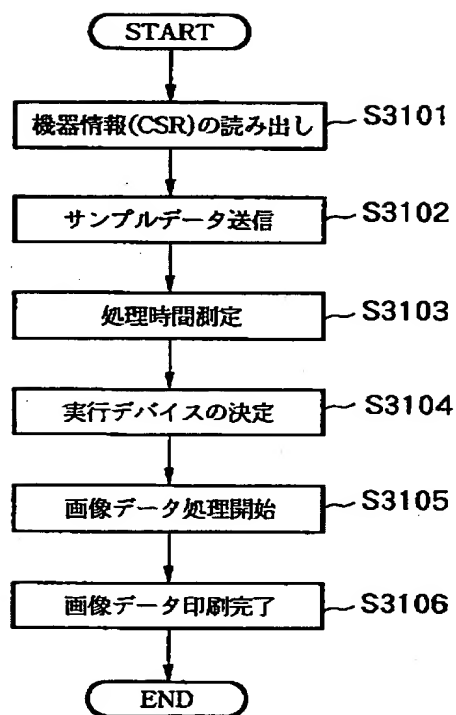 START
機器情報(CSR)の読み出し S3101
サンプルデータ送信 S3102
処理時間測定 S3103
実行デバイスの決定 S3104
画像データ処理開始 S3105
画像データ印刷完了 S3106
END